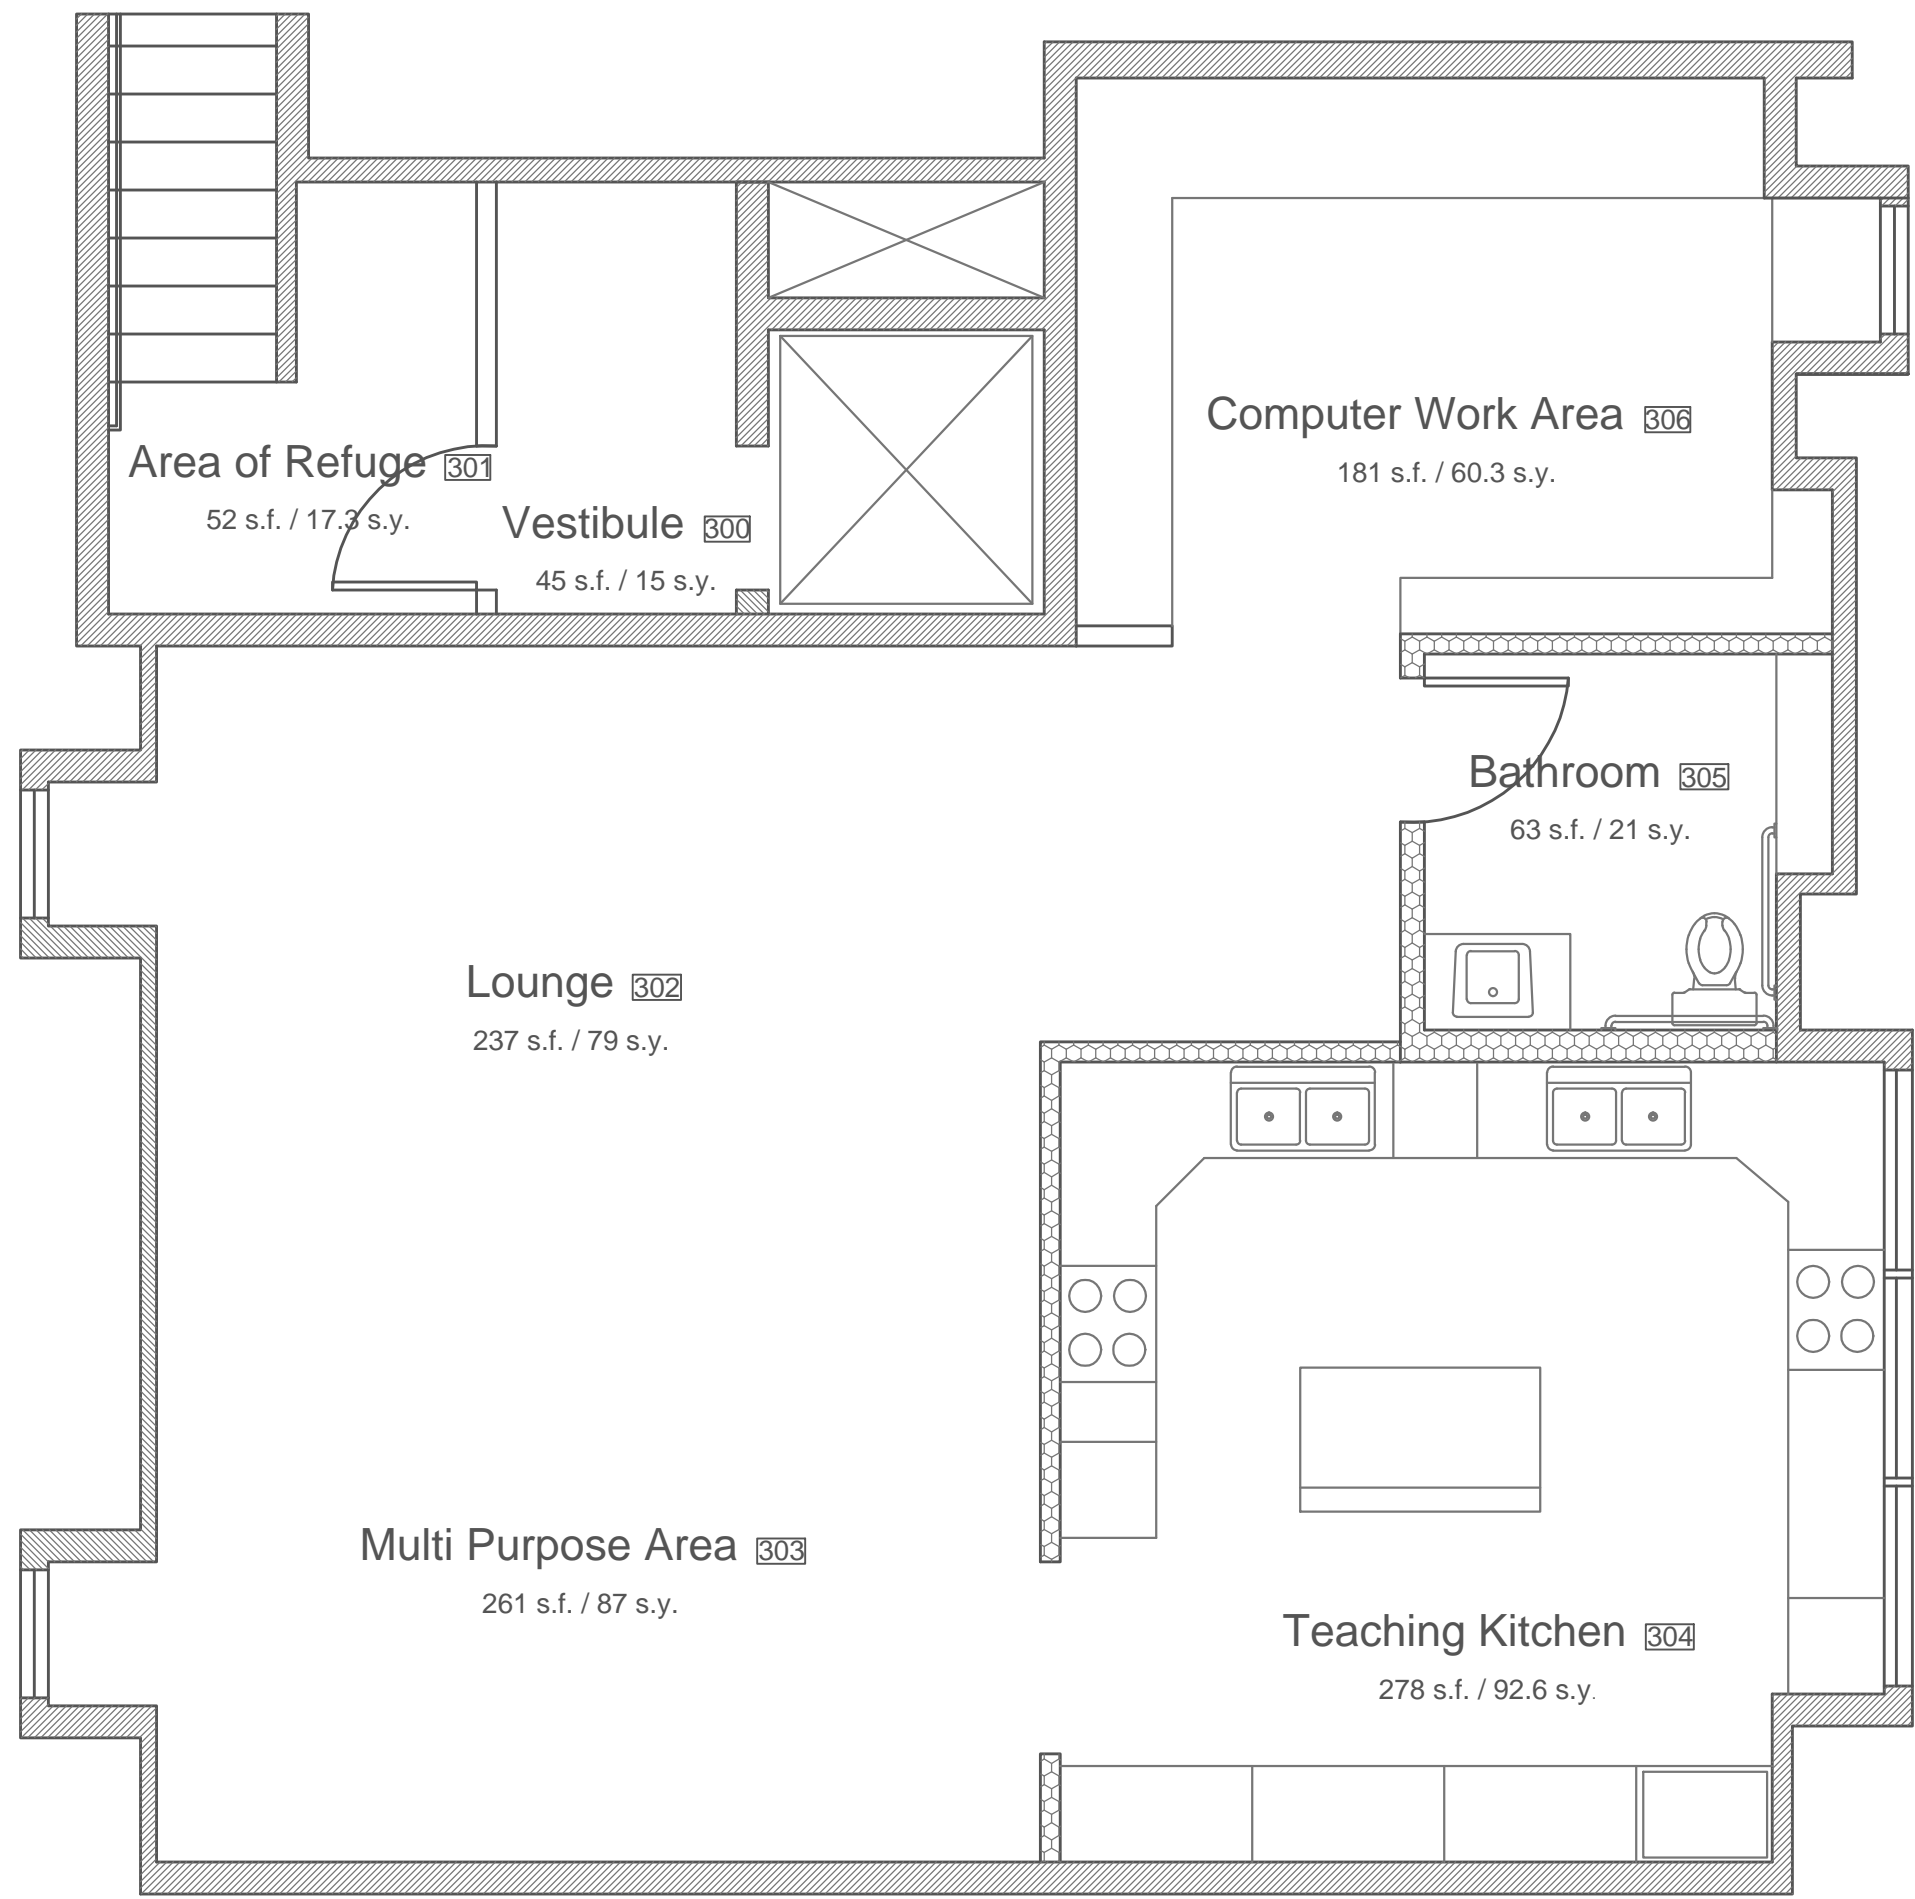 Computer Work Area 306
181 s.f. / 60.3 s.y.
Area of Refuge 301
52 s.f. / 17.3 s.y.
Vestibule 300
45 s.f. / 15 s.y.
Bathroom 305
63 s.f. / 21 s.y.
Lounge 302
237 s.f. / 79 s.y.
Multi Purpose Area 303
261 s.f. / 87 s.y.
Teaching Kitchen 304
278 s.f. / 92.6 s.y.